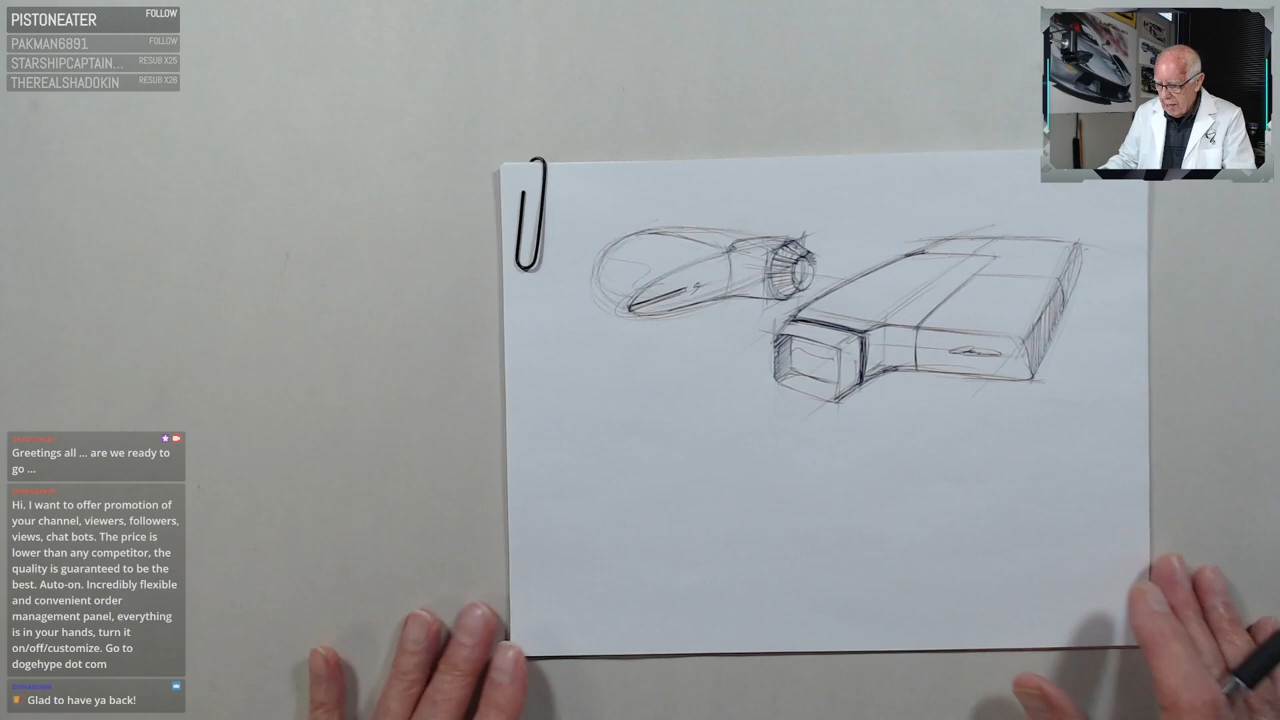 PISTONEATER FOLLOW
PAKMAN6891 FOLLOW
STARSHIPCAPTAIN... RESUB X25
THEREALSHADOKIN RESUB X26
Greetings all ... are we ready to
go ...
Hi. I want to offer promotion of
your channel, viewers, followers,
views, chat bots. The price is
lower than any competitor, the
quality is guaranteed to be the
best. Auto-on. Incredibly flexible
and convenient order
management panel, everything
is in your hands, turn it
on/off/customize. Go to
dogehype dot com
Glad to have ya back!